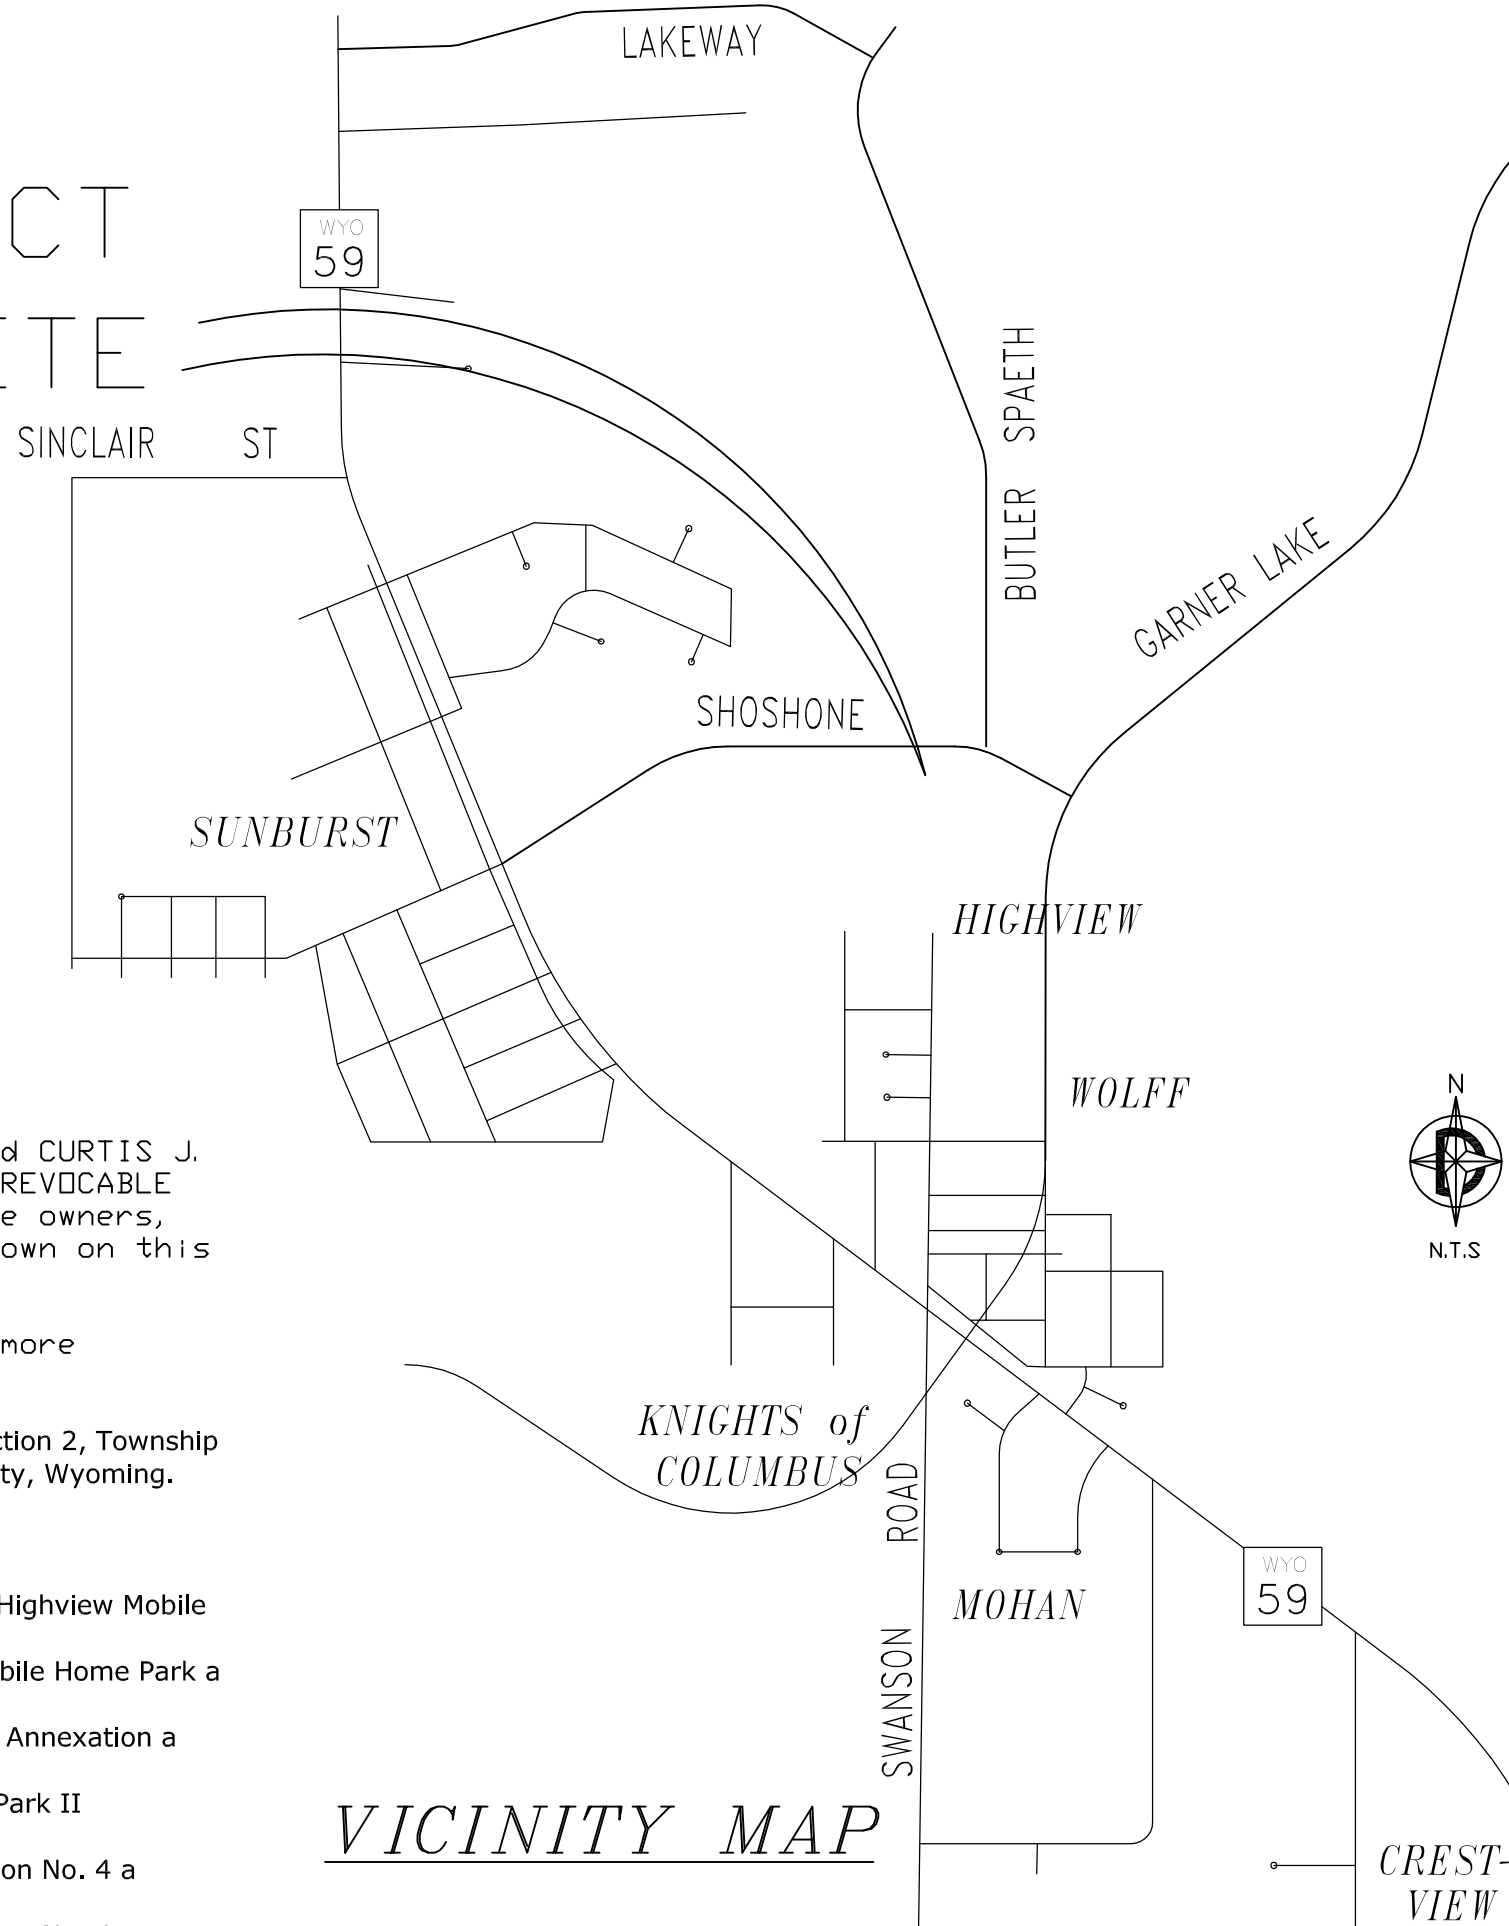 LAKEWAY
CT
WYO
59
ITE
SINCLAIR ST
BUTLER SPAETH
GARNER LAKE
SHOSHONE
SUNBURST
HIGHVIEW
WOLFF
N
N.T.S
d CURTIS J.
REVOCABLE
e owners,
own on this
more
KNIGHTS of
COLUMBUS
ction 2, Township
ty, Wyoming.
SWANSON ROAD
MOHAN
WYO
59
Highview Mobile
bile Home Park a
Annexation a
Park II
on No. 4 a
VICINITY MAP
CREST-
VIEW